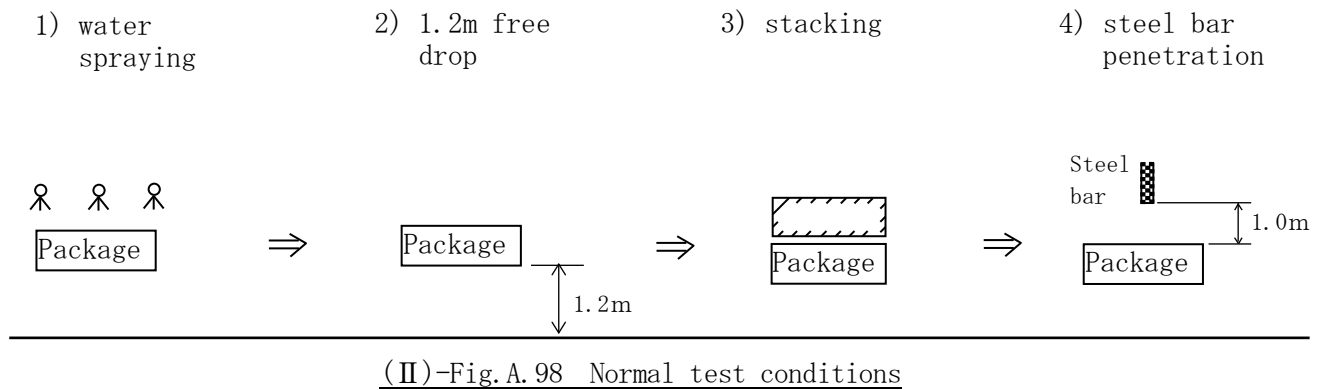 1) water
spraying
2) 1.2m free
drop
3) stacking
4) steel bar
penetration
Package
Package
1.2m
Package
Steel
bar
1.0m
Package
(Ⅱ)-Fig.A.98 Normal test conditions